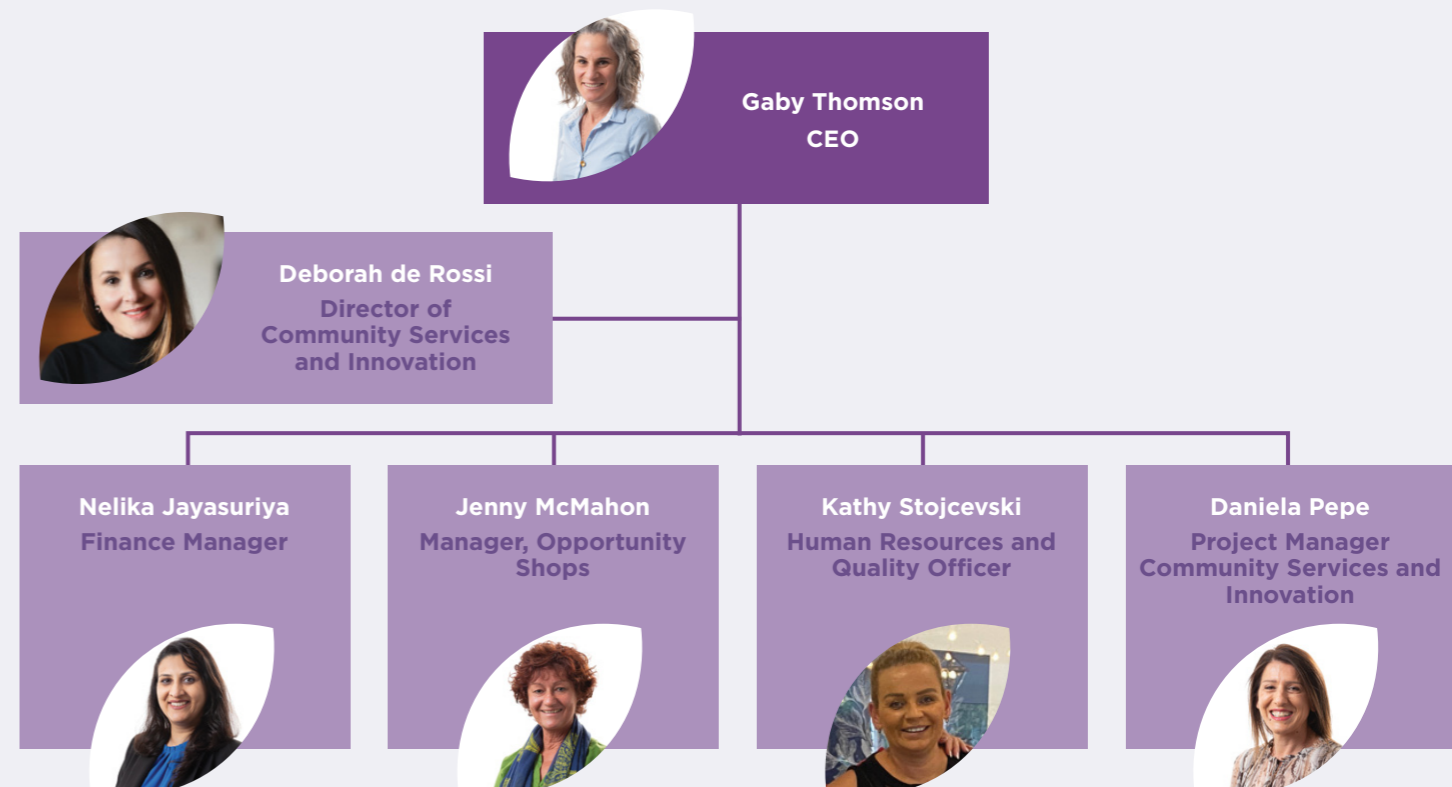 Gaby Thomson
CEO
Deborah de Rossi
Director of
Community Services
and Innovation
Nelika Jayasuriya
Finance Manager
Jenny McMahon
Manager, Opportunity
Shops
Kathy Stojcevski
Human Resources and
Quality Officer
Daniela Pepe
Project Manager
Community Services and
Innovation